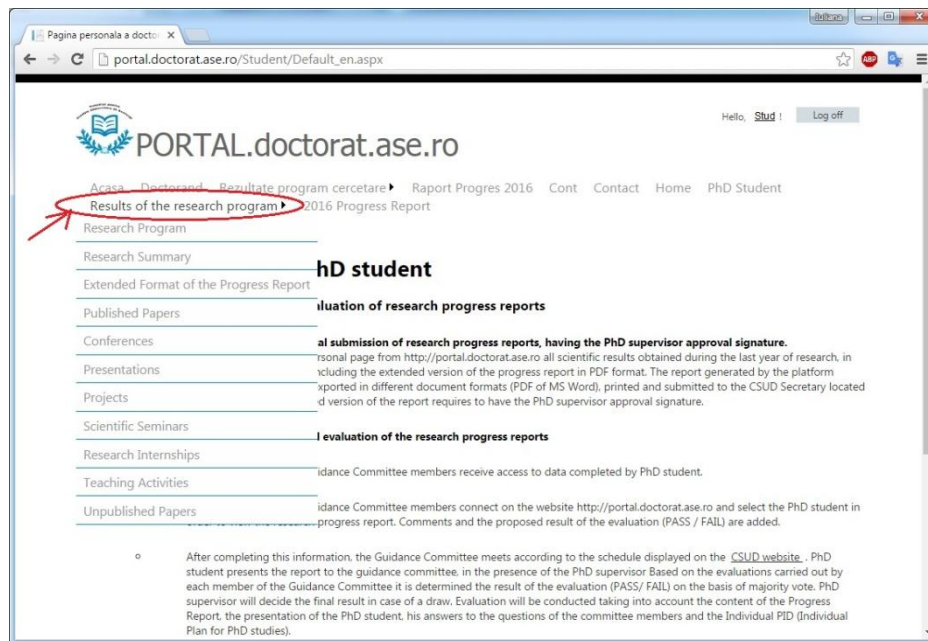 Pagina personala a docto
portal.doctorat.ase.ro/Student/Default_en.aspx
ABP
Hello, Stud !
Log off
PORTAL.doctorat.ase.ro
Acasa Doctorand Rezultate program cercetare Raport Progres 2016 Cont Contact Home PhD Student
Results of the research program 2016 Progress Report
Research Program
Research Summary
hD student
Extended Format of the Progress Report
aluation of research progress reports
Published Papers
Conferences
al submission of research progress reports, having the PhD supervisor approval signature.
rsonal page from http://portal.doctorat.ase.ro all scientific results obtained during the last year of research, in
Presentations
ncluding the extended version of the progress report in PDF format. The report generated by the platform
xported in different document formats (PDF of MS Word), printed and submitted to the CSUD Secretary located
Projects
d version of the report requires to have the PhD supervisor approval signature.
Scientific Seminars
l evaluation of the research progress reports
Research Internships
idance Committee members receive access to data completed by PhD student.
Teaching Activities
Unpublished Papers
idance Committee members connect on the website http://portal.doctorat.ase.ro and select the PhD student in
progress report. Comments and the proposed result of the evaluation (PASS / FAIL) are added.
After completing this information, the Guidance Committee meets according to the schedule displayed on the CSUD website . PhD
student presents the report to the guidance committee, in the presence of the PhD supervisor Based on the evaluations carried out by
each member of the Guidance Committee it is determined the result of the evaluation (PASS/ FAIL) on the basis of majority vote. PhD
supervisor will decide the final result in case of a draw. Evaluation will be conducted taking into account the content of the Progress
Report, the presentation of the PhD student, his answers to the questions of the committee members and the Individual PID (Individual
Plan for PhD studies).